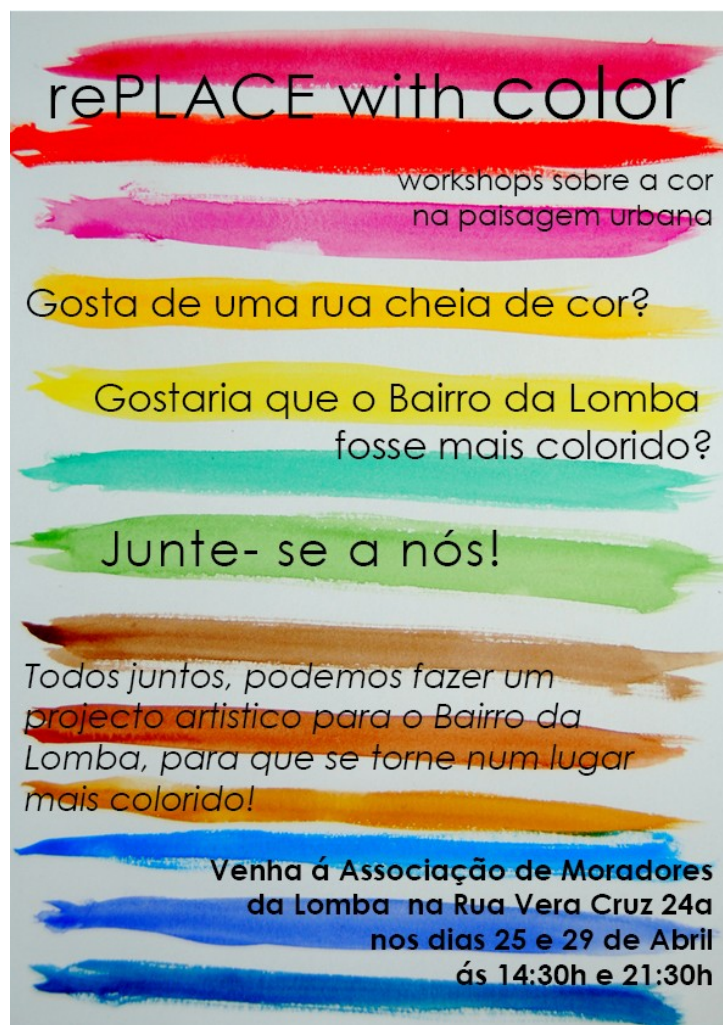 rePLACE with color
workshops sobre a cor
na paisagem urbana
Gosta de uma rua cheia de cor?
Gostaria que o Bairro da Lomba
fosse mais colorido?
Junte- se a nós!
Todos juntos, podemos fazer um
projecto artistico para o Bairro da
Lomba, para que se torne num lugar
mais colorido!
Venha á Associação de Moradores
da Lomba na Rua Vera Cruz 24a
nos dias 25 e 29 de Abril
ás 14:30h e 21:30h